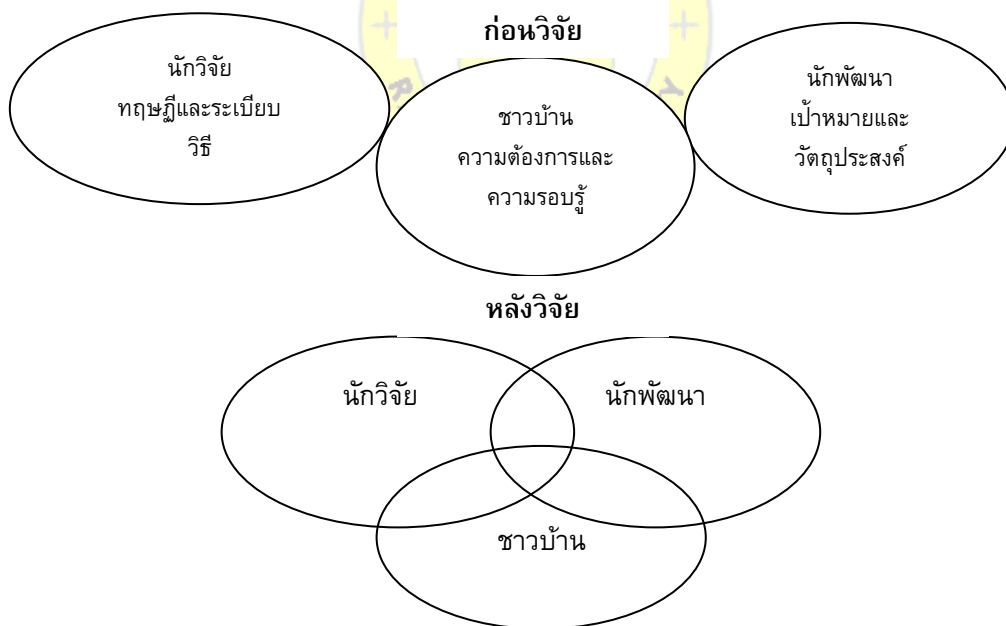 ก่อนวิจัย
นักวิจัย
ทฤษฏีและระเบียบ
วิธี
ชาวบ้าน
ความต้องการและ
ความรอบรู้
นักพัฒนา
เป้าหมายและ
วัตถุประสงค์
หลังวิจัย
นักวิจัย
นักพัฒนา
ชาวบ้าน
R
Y